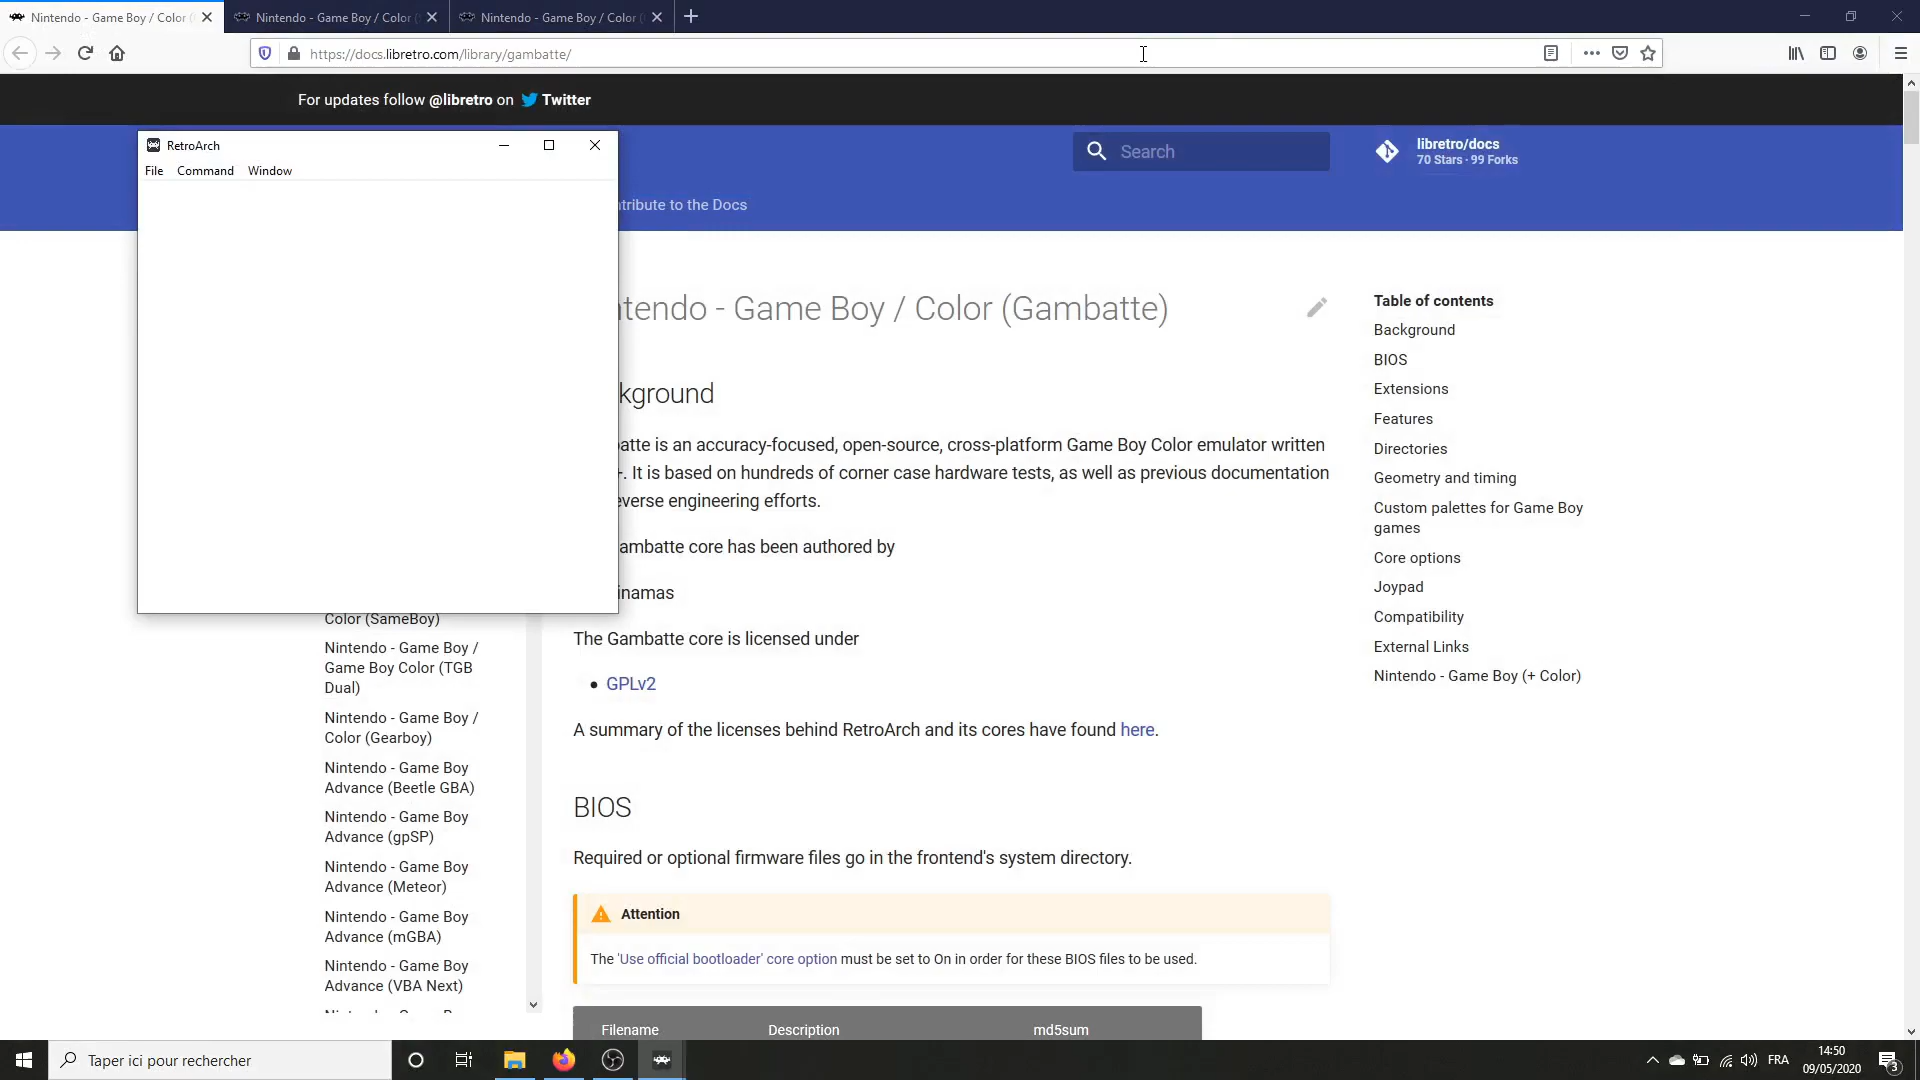 Nintendo - Game Boy / Color (
Nintendo - Game Boy / Color (
Nintendo - Game Boy / Color (
https://docs.libretro.com/library/gambatte/
For updates follow @libretro on Twitter
RetroArch
File Command Window
Search
libretro/docs
70 Stars · 99 Forks
tribute to the Docs
ntendo - Game Boy / Color (Gambatte)
kground
atte is an accuracy-focused, open-source, cross-platform Game Boy Color emulator written
+. It is based on hundreds of corner case hardware tests, as well as previous documentation
everse engineering efforts.
ambatte core has been authored by
inamas
The Gambatte core is licensed under
GPLv2
A summary of the licenses behind RetroArch and its cores have found here.
BIOS
Required or optional firmware files go in the frontend's system directory.
Attention
The 'Use official bootloader' core option must be set to On in order for these BIOS files to be used.
Filename Description md5sum
Color (SameBoy)
Nintendo - Game Boy /
Game Boy Color (TGB
Dual)
Nintendo - Game Boy /
Color (Gearboy)
Nintendo - Game Boy
Advance (Beetle GBA)
Nintendo - Game Boy
Advance (gpSP)
Nintendo - Game Boy
Advance (Meteor)
Nintendo - Game Boy
Advance (mGBA)
Nintendo - Game Boy
Advance (VBA Next)
Table of contents
Background
BIOS
Extensions
Features
Directories
Geometry and timing
Custom palettes for Game Boy
games
Core options
Joypad
Compatibility
External Links
Nintendo - Game Boy (+ Color)
Taper ici pour rechercher
FRA
14:50
09/05/2020
3